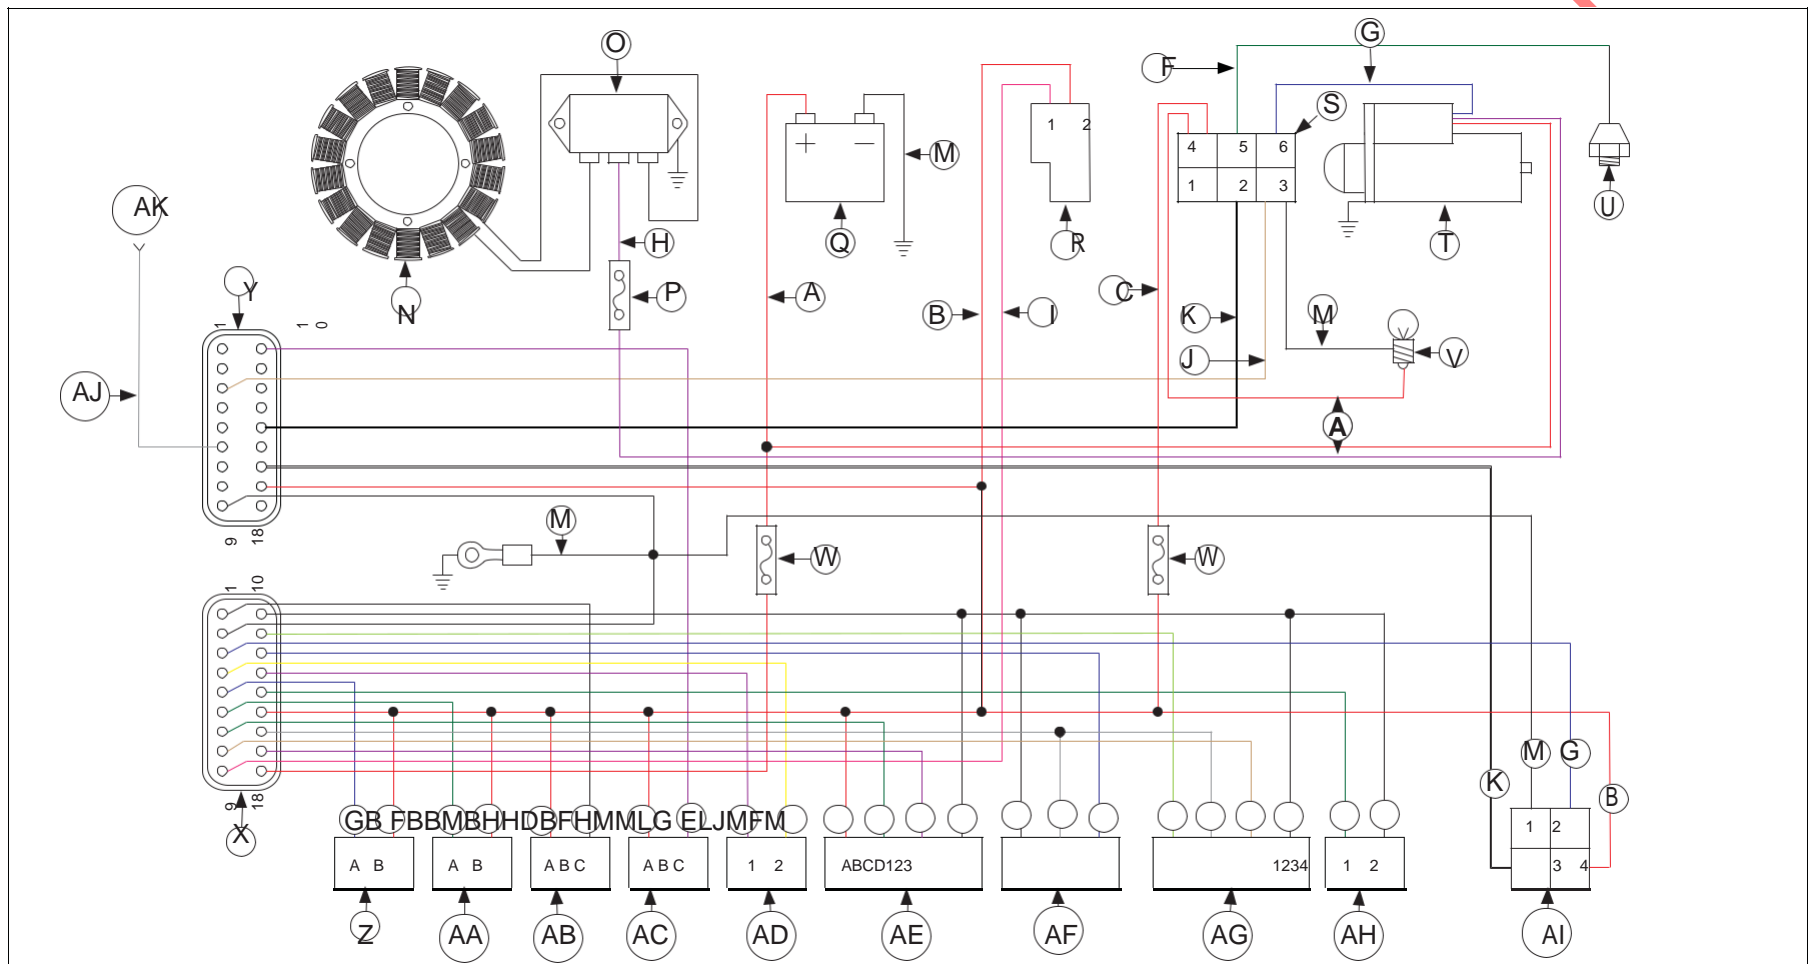 O
G
F
S
1 2
4 5 6
1 2 3
+ −
M
AK
U
H
Q
R
T
Y
P
A
C
N
B
I
K
M
1
1 0
J
V
AJ
A
M
9 18
W
W
1 10
M
G
K
B
9 18
X
GB FBBMBHHDBFHMMLG ELJMFM
1 2
3 4
A B
A B
A B C
A B C
1 2
ABCD123
1234
1 2
Z
AA
AB
AC
AD
AE
AF
AG
AH
AI